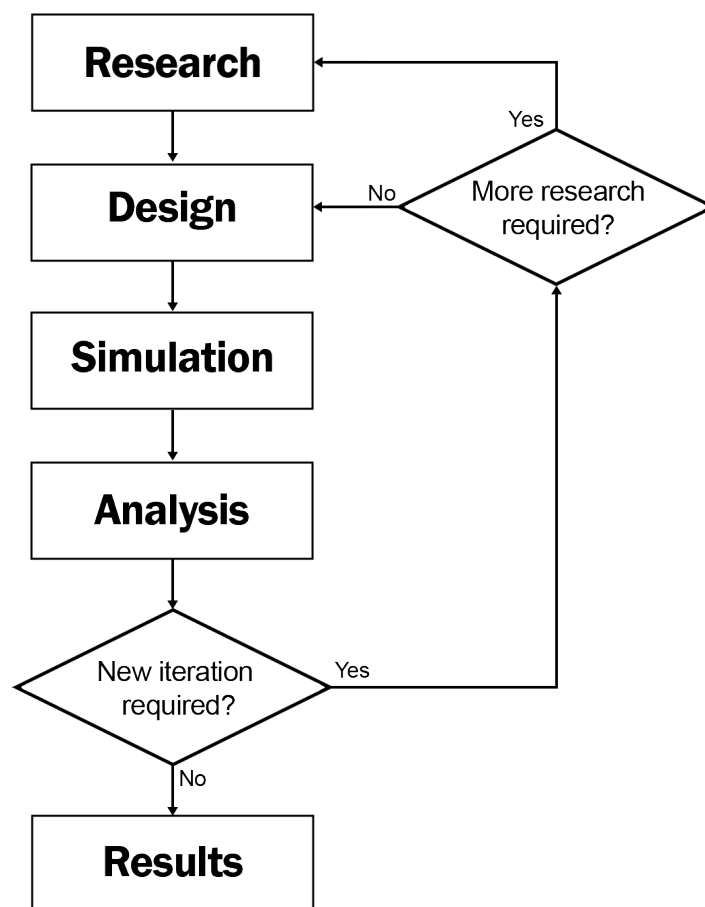 Research
Yes
No
More research
required?
Design
Simulation
Analysis
New iteration
required?
Yes
No
Results